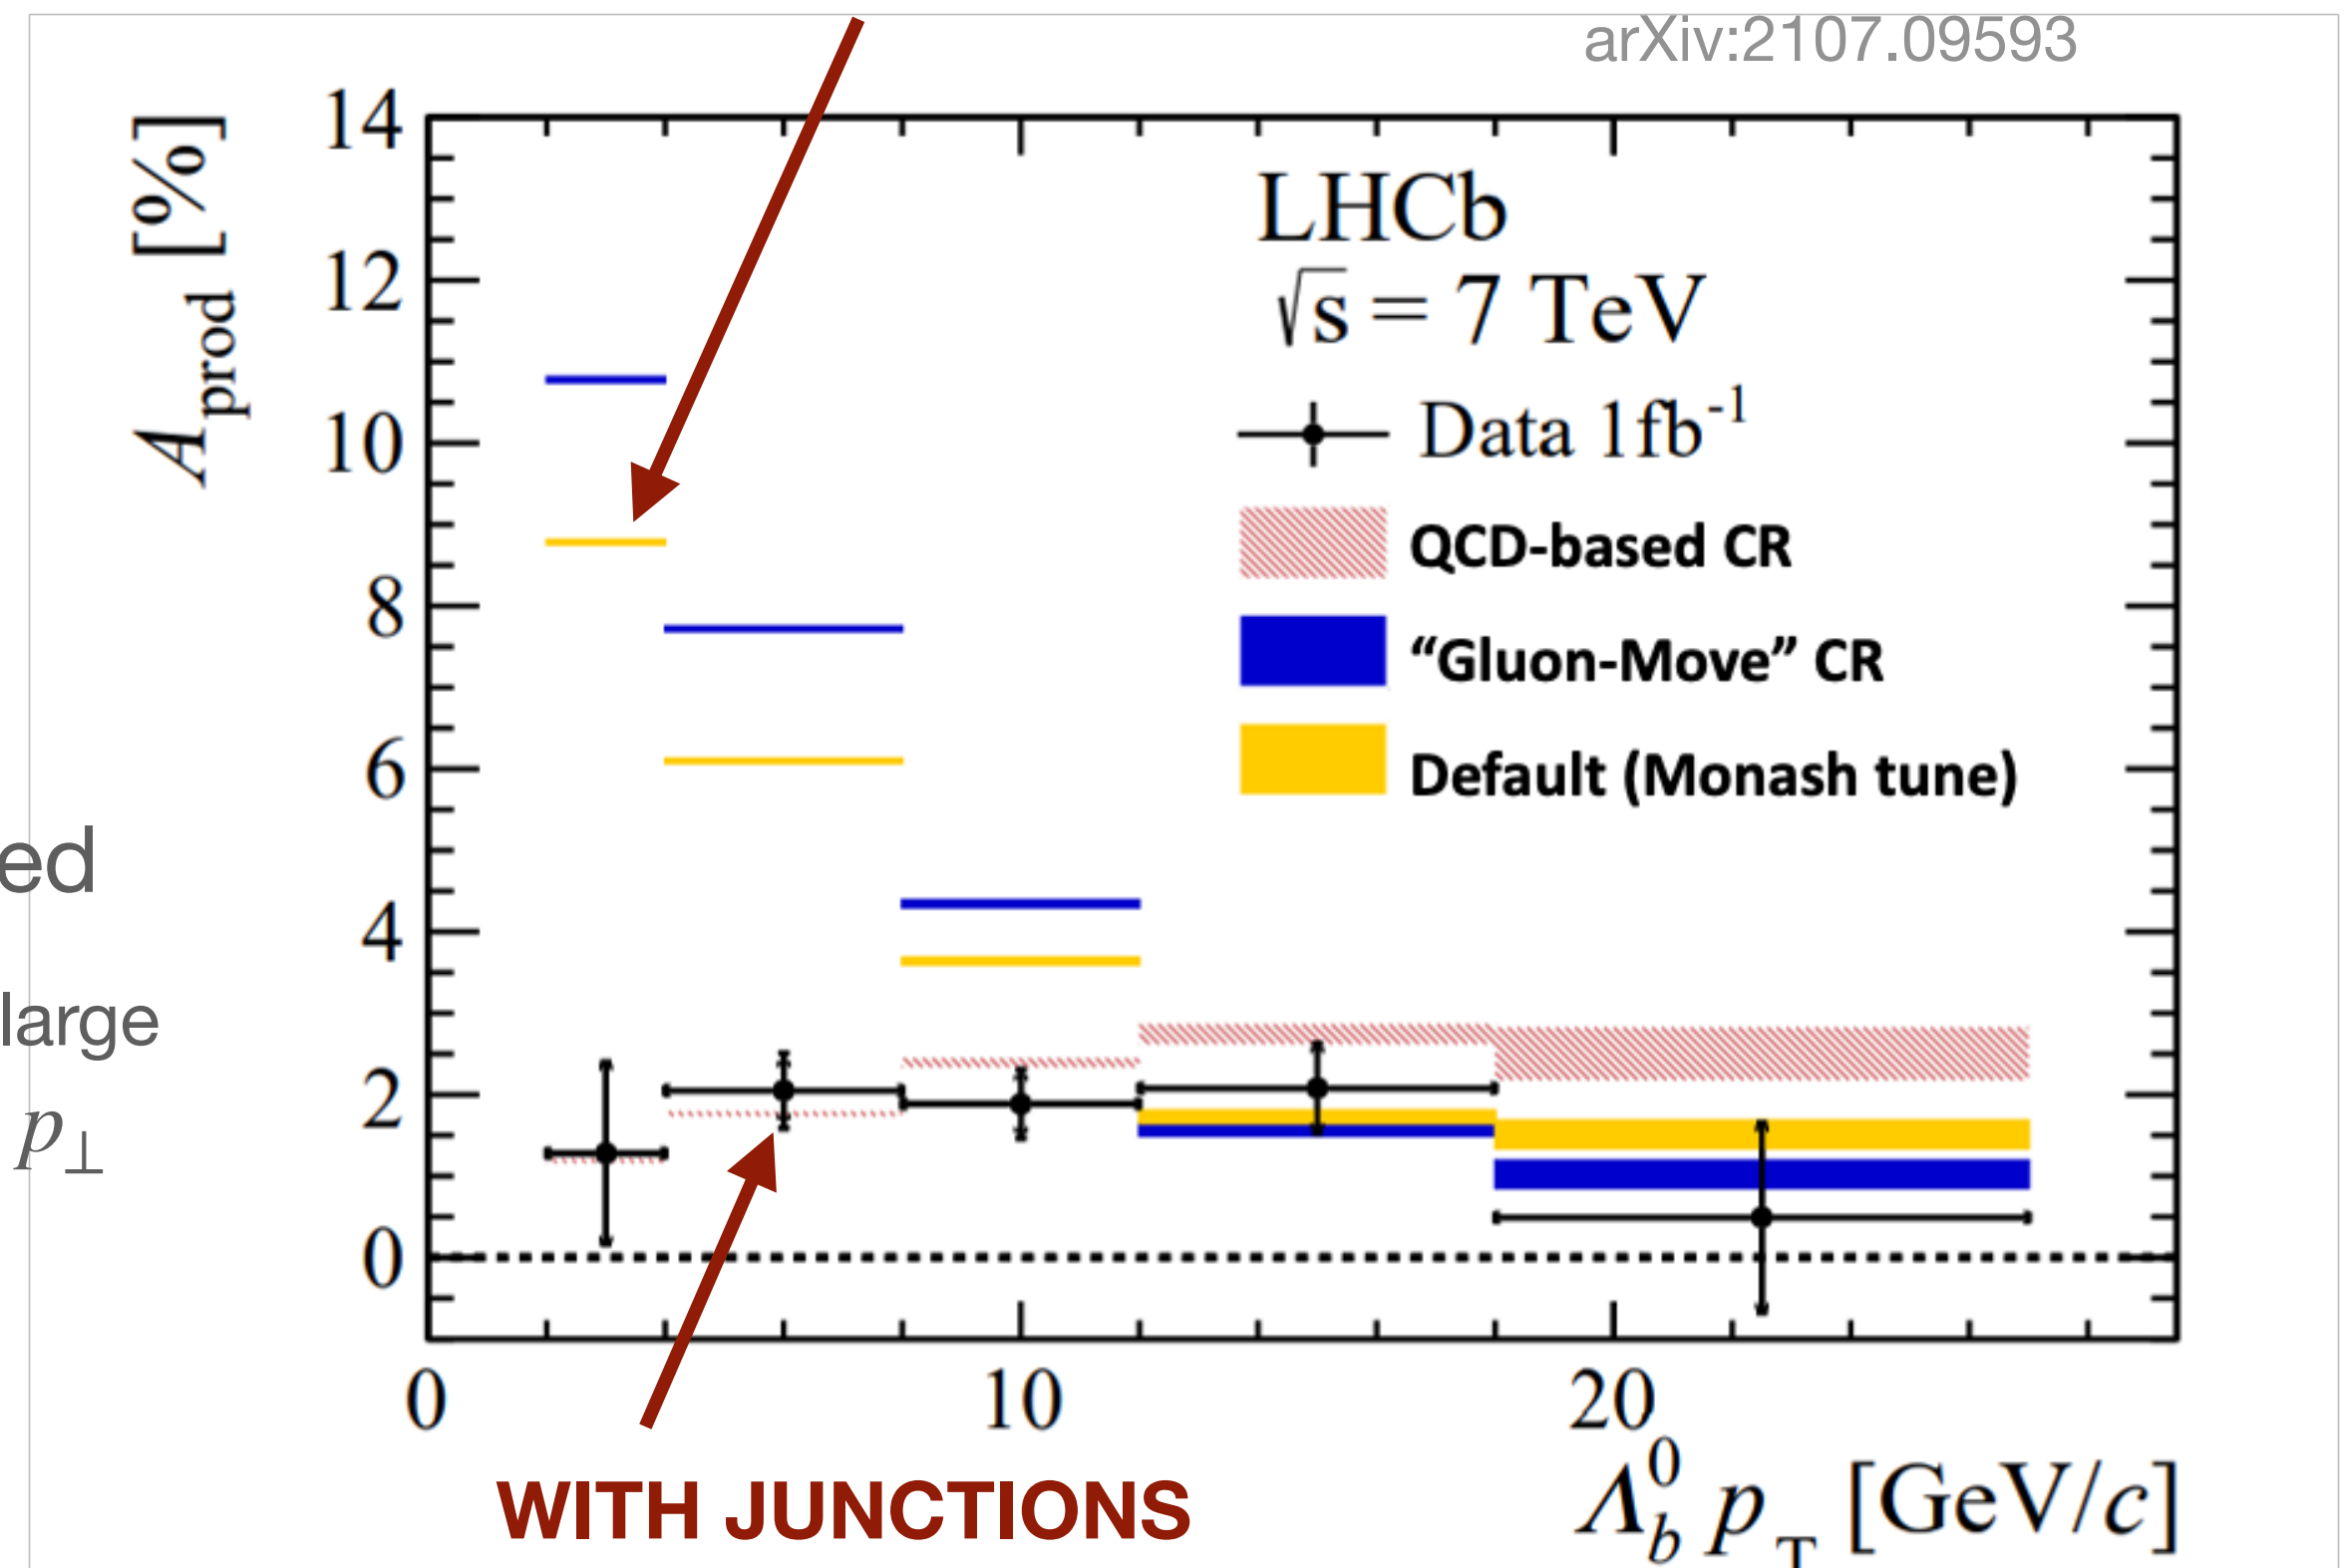 arXiv:2107.09593
A_prod [%]
14
12
10
8
6
4
2
0
LHCb
√s = 7 TeV
Data 1fb⁻¹
QCD-based CR
“Gluon-Move” CR
Default (Monash tune)
ed
large
p⊥
0 10 20
Λ_b^0 p_T [GeV/c]
WITH JUNCTIONS